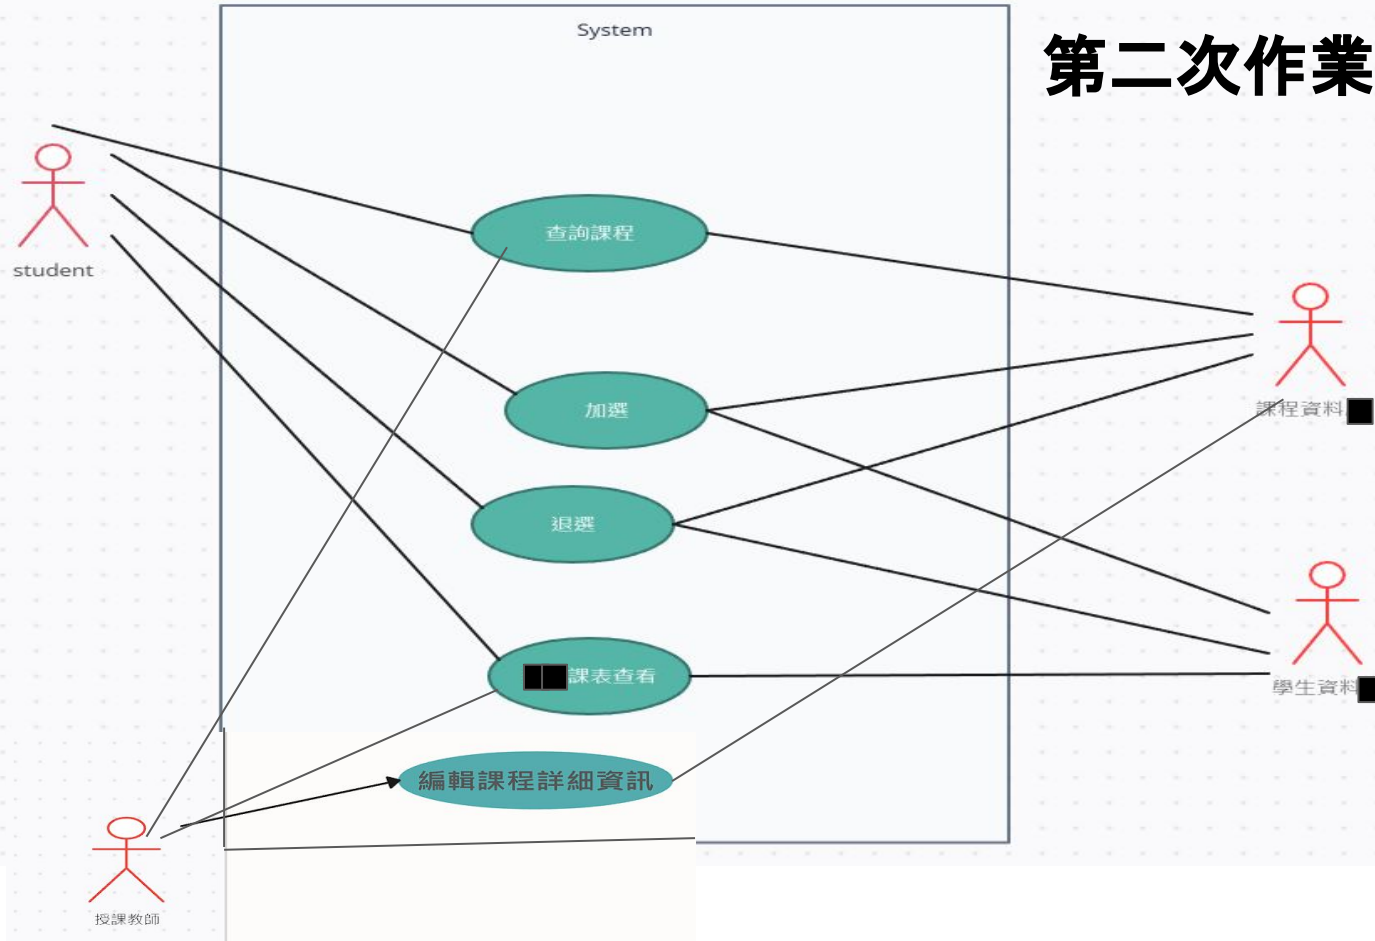 System
第二次作業
student
查詢課程
加選
課程資料
退選
課表查看
學生資料
編輯課程詳細資訊
授課教師